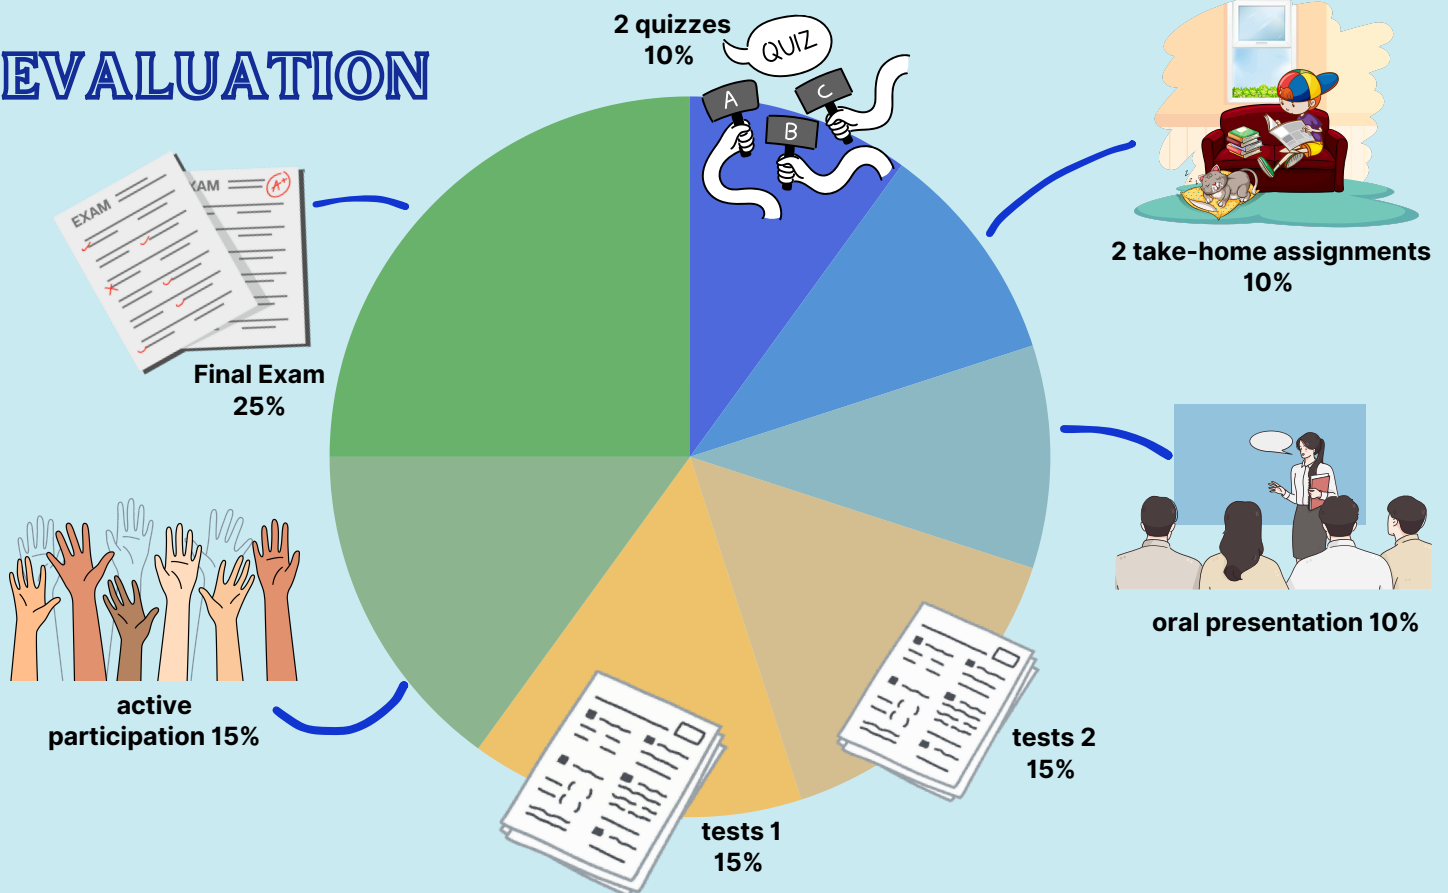 EVALUATION
2 quizzes
10%
QUIZ
A
B
C
2 take-home assignments
10%
EXAM
XAM
A+
Final Exam
25%
oral presentation 10%
active
participation 15%
tests 2
15%
tests 1
15%